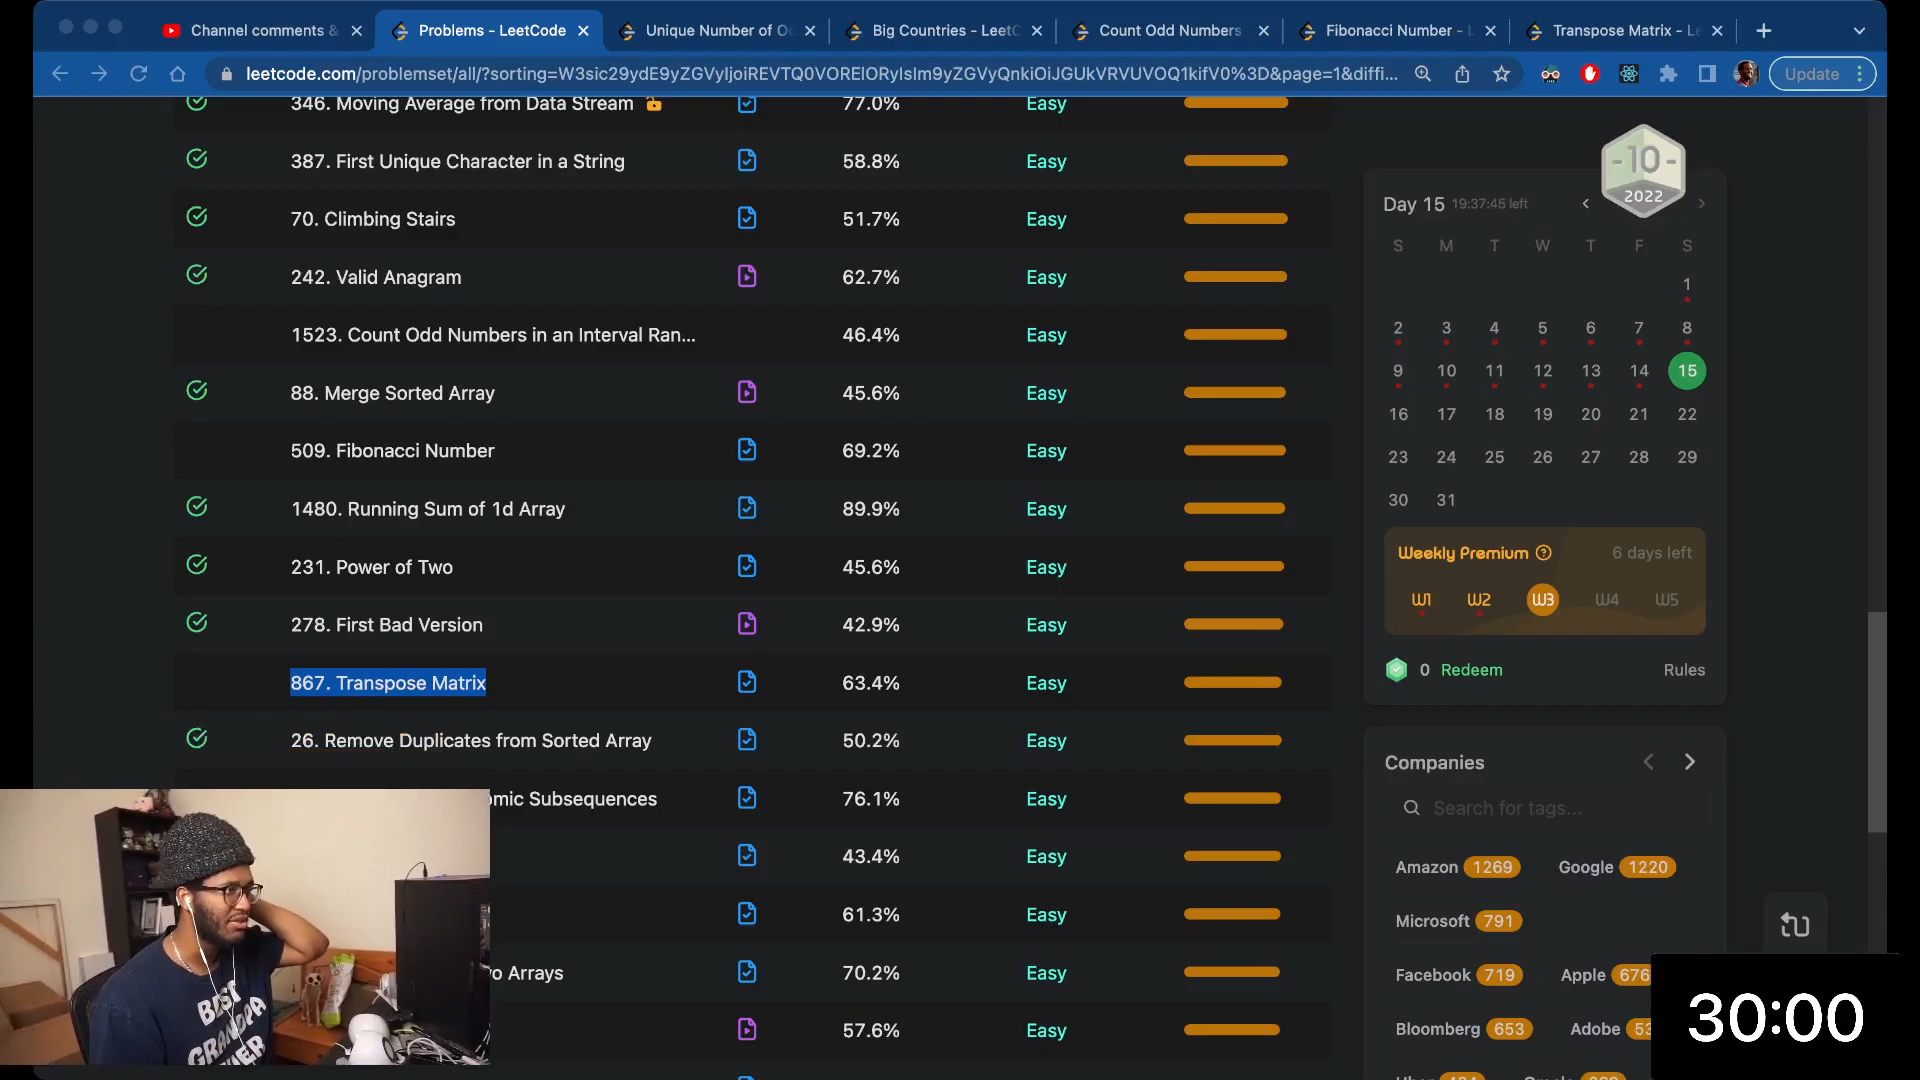 Channel comments &
Problems - LeetCode
Unique Number of Oc
Big Countries - LeetC
Count Odd Numbers
Fibonacci Number - L
Transpose Matrix - Le
leetcode.com/problemset/all/?sorting=W3sic29ydE9yZGVyIjoiREVTQ0VORElORyIsIm9yZGVyQnkiOiJGUkVRVUVOQ1kifV0%3D&page=1&diffi...
Update
346. Moving Average from Data Stream
77.0%
Easy
387. First Unique Character in a String
58.8%
Easy
70. Climbing Stairs
51.7%
Easy
242. Valid Anagram
62.7%
Easy
1523. Count Odd Numbers in an Interval Ran...
46.4%
Easy
88. Merge Sorted Array
45.6%
Easy
509. Fibonacci Number
69.2%
Easy
1480. Running Sum of 1d Array
89.9%
Easy
231. Power of Two
45.6%
Easy
278. First Bad Version
42.9%
Easy
867. Transpose Matrix
63.4%
Easy
26. Remove Duplicates from Sorted Array
50.2%
Easy
omic Subsequences
76.1%
Easy
43.4%
Easy
61.3%
Easy
o Arrays
70.2%
Easy
57.6%
Easy
-10-
2022
Day 15 19:37:45 left
S M T W T F S
1
2 3 4 5 6 7 8
9 10 11 12 13 14 15
16 17 18 19 20 21 22
23 24 25 26 27 28 29
30 31
Weekly Premium
6 days left
W1 W2 W3 W4 W5
0 Redeem
Rules
Companies
Search for tags...
Amazon 1269
Google 1220
Microsoft 791
Facebook 719
Apple 676
Bloomberg 653
Adobe 53
30:00
BEST
GRANDPA
EVER